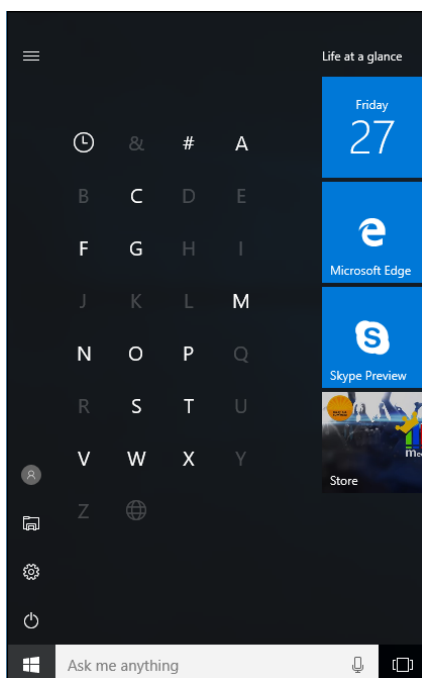 Life at a glance
Friday
27
& # A
B C D E
F G H I
J K L M
N O P Q
R S T U
V W X Y
Z
Microsoft Edge
Skype Preview
Store
Ask me anything